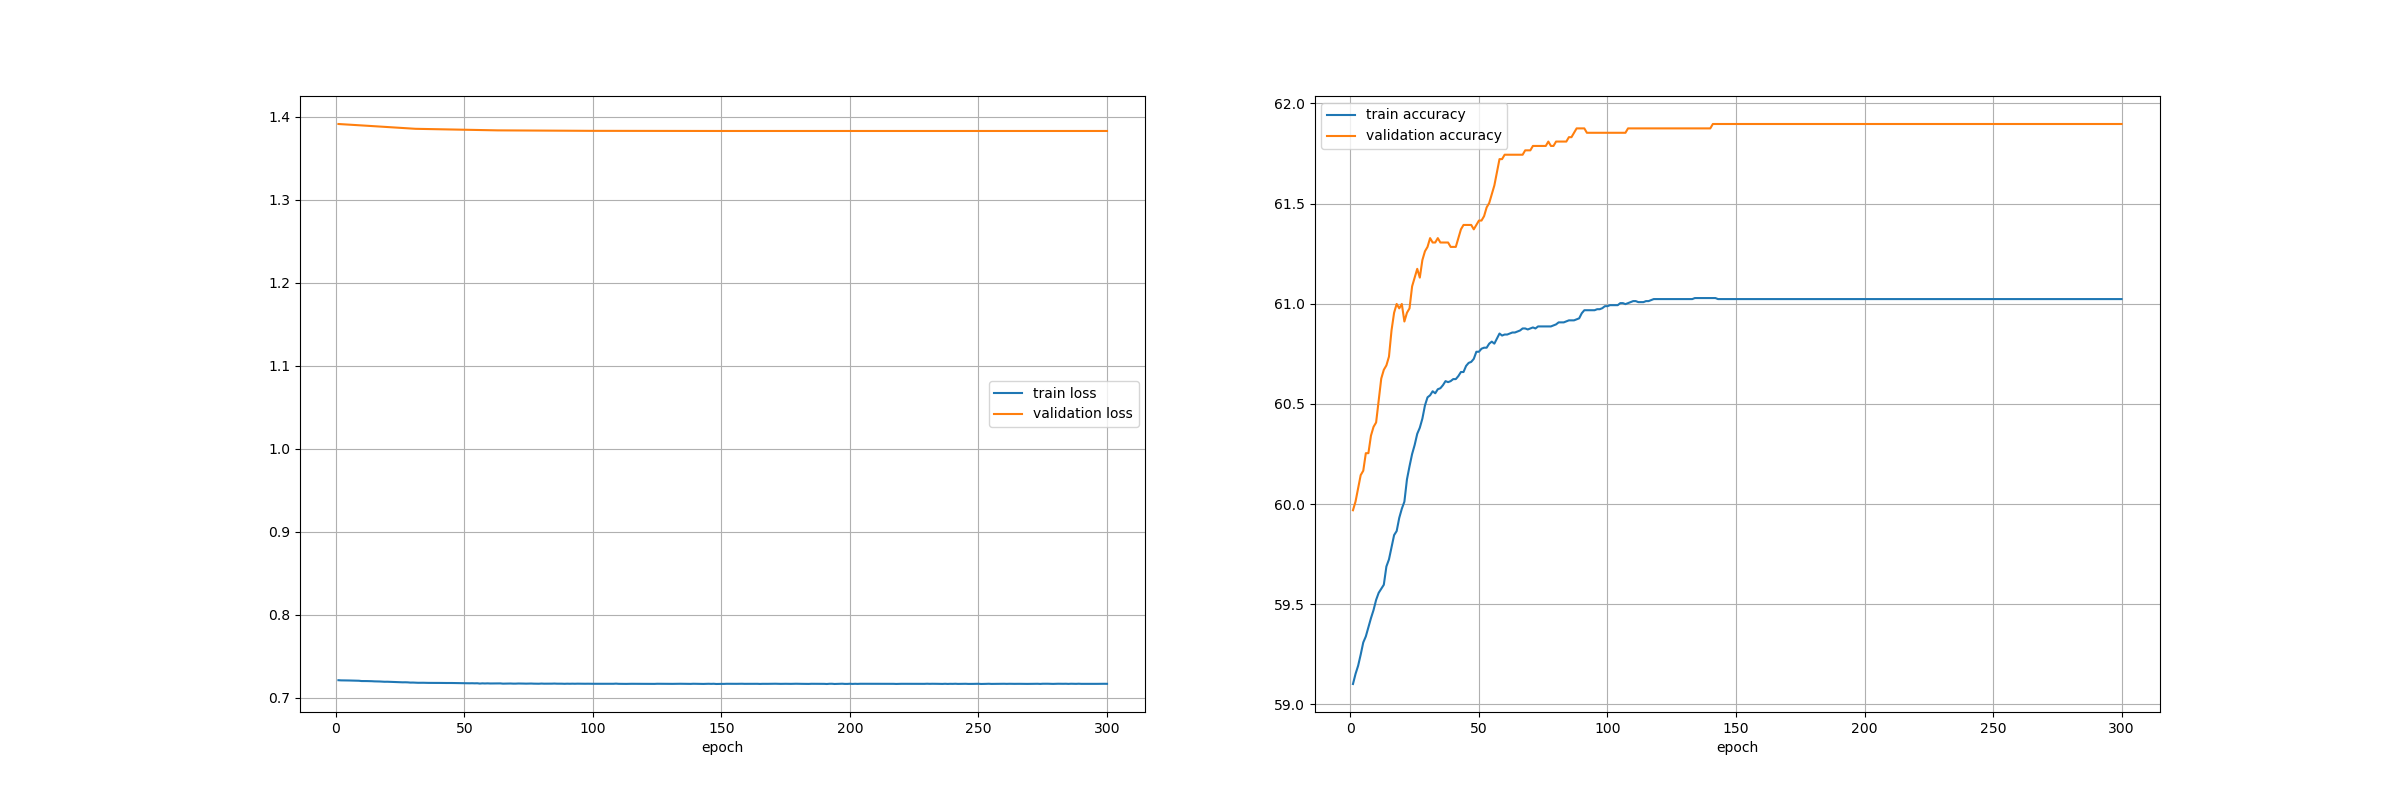 1.4
1.3
1.2
1.1
1.0
0.9
0.8
0.7
0 50 100 150 200 250 300
epoch
train loss
validation loss
62.0
61.5
61.0
60.5
60.0
59.5
59.0
0 50 100 150 200 250 300
epoch
train accuracy
validation accuracy